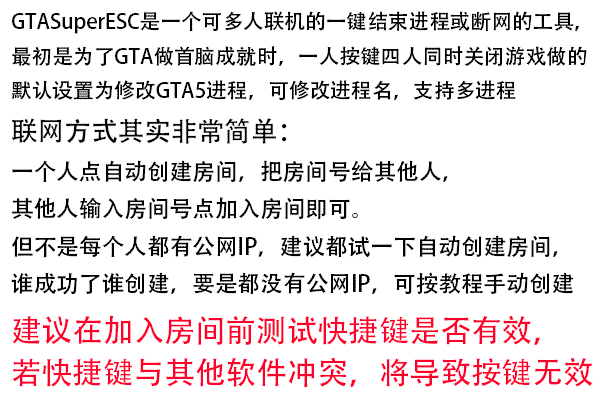 GTASuperESC是一个可多人联机的一键结束进程或断网的工具，
最初是为了GTA做首脑成就时，一人按键四人同时关闭游戏做的
默认设置为修改GTA5进程，可修改进程名，支持多进程
联网方式其实非常简单：
一个人点自动创建房间，把房间号给其他人，
其他人输入房间号点加入房间即可。
但不是每个人都有公网IP，建议都试一下自动创建房间，
谁成功了谁创建，要是都没有公网IP，可按教程手动创建
建议在加入房间前测试快捷键是否有效，
若快捷键与其他软件冲突，将导致按键无效